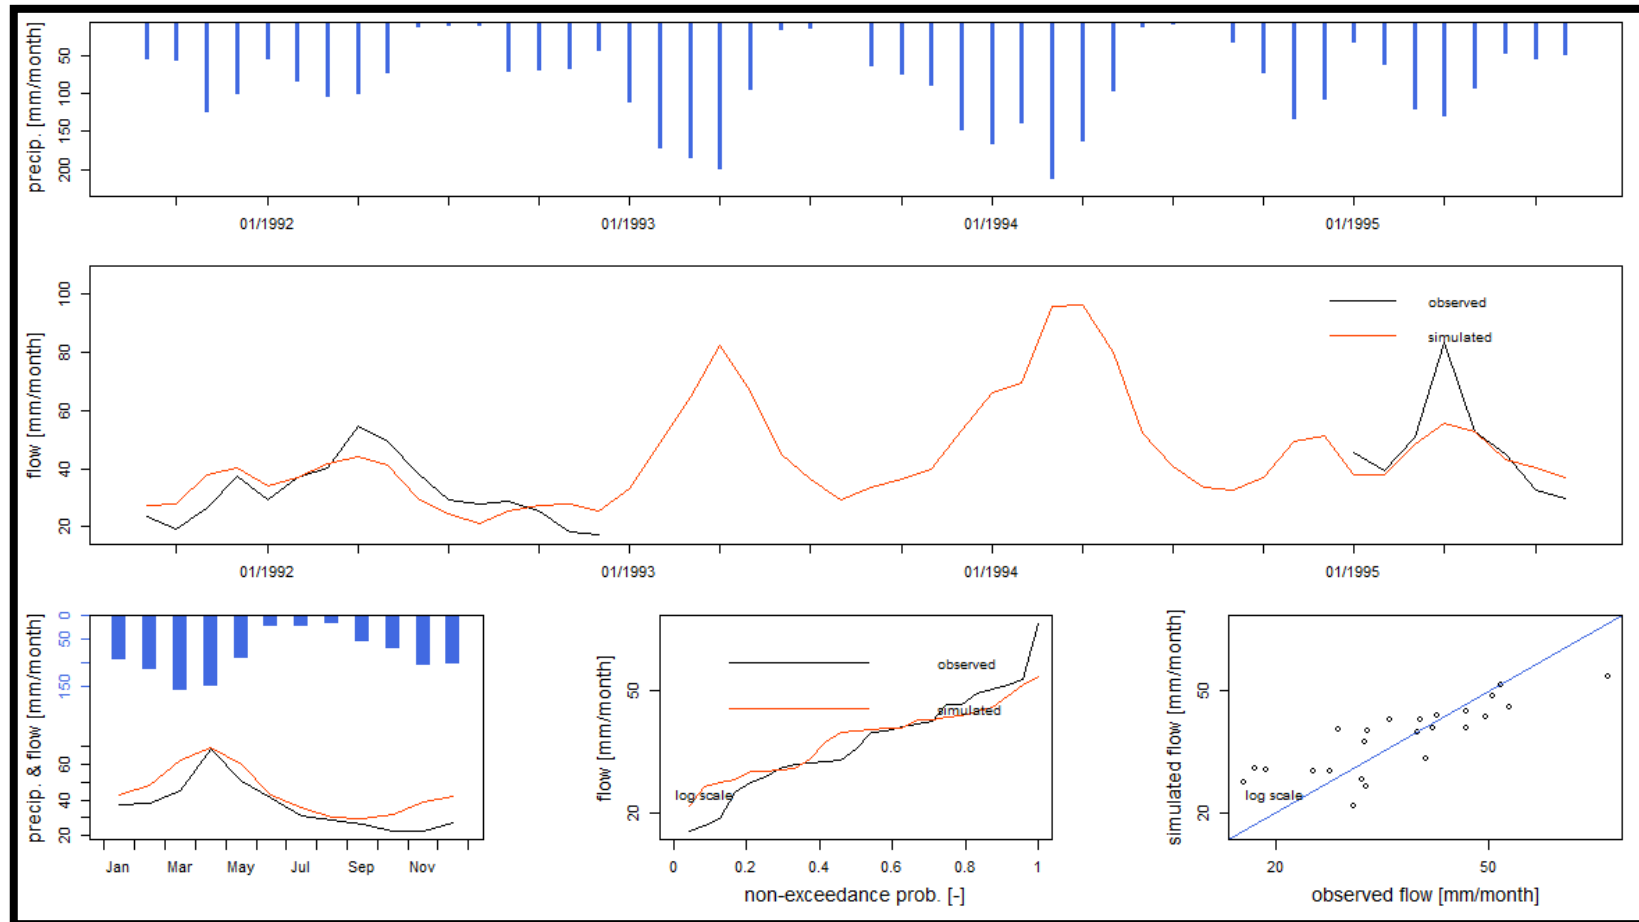 precip. [mm/month]
50
100
150
200
01/1992
01/1993
01/1994
01/1995
flow [mm/month]
100
80
60
40
20
observed
simulated
01/1992
01/1993
01/1994
01/1995
precip. & flow [mm/month]
0
50
150
60
40
20
Jan
Mar
May
Jul
Sep
Nov
flow [mm/month]
50
20
observed
simulated
log scale
0
0.2
0.4
0.6
0.8
1
non-exceedance prob. [-]
simulated flow [mm/month]
50
20
log scale
20
50
observed flow [mm/month]